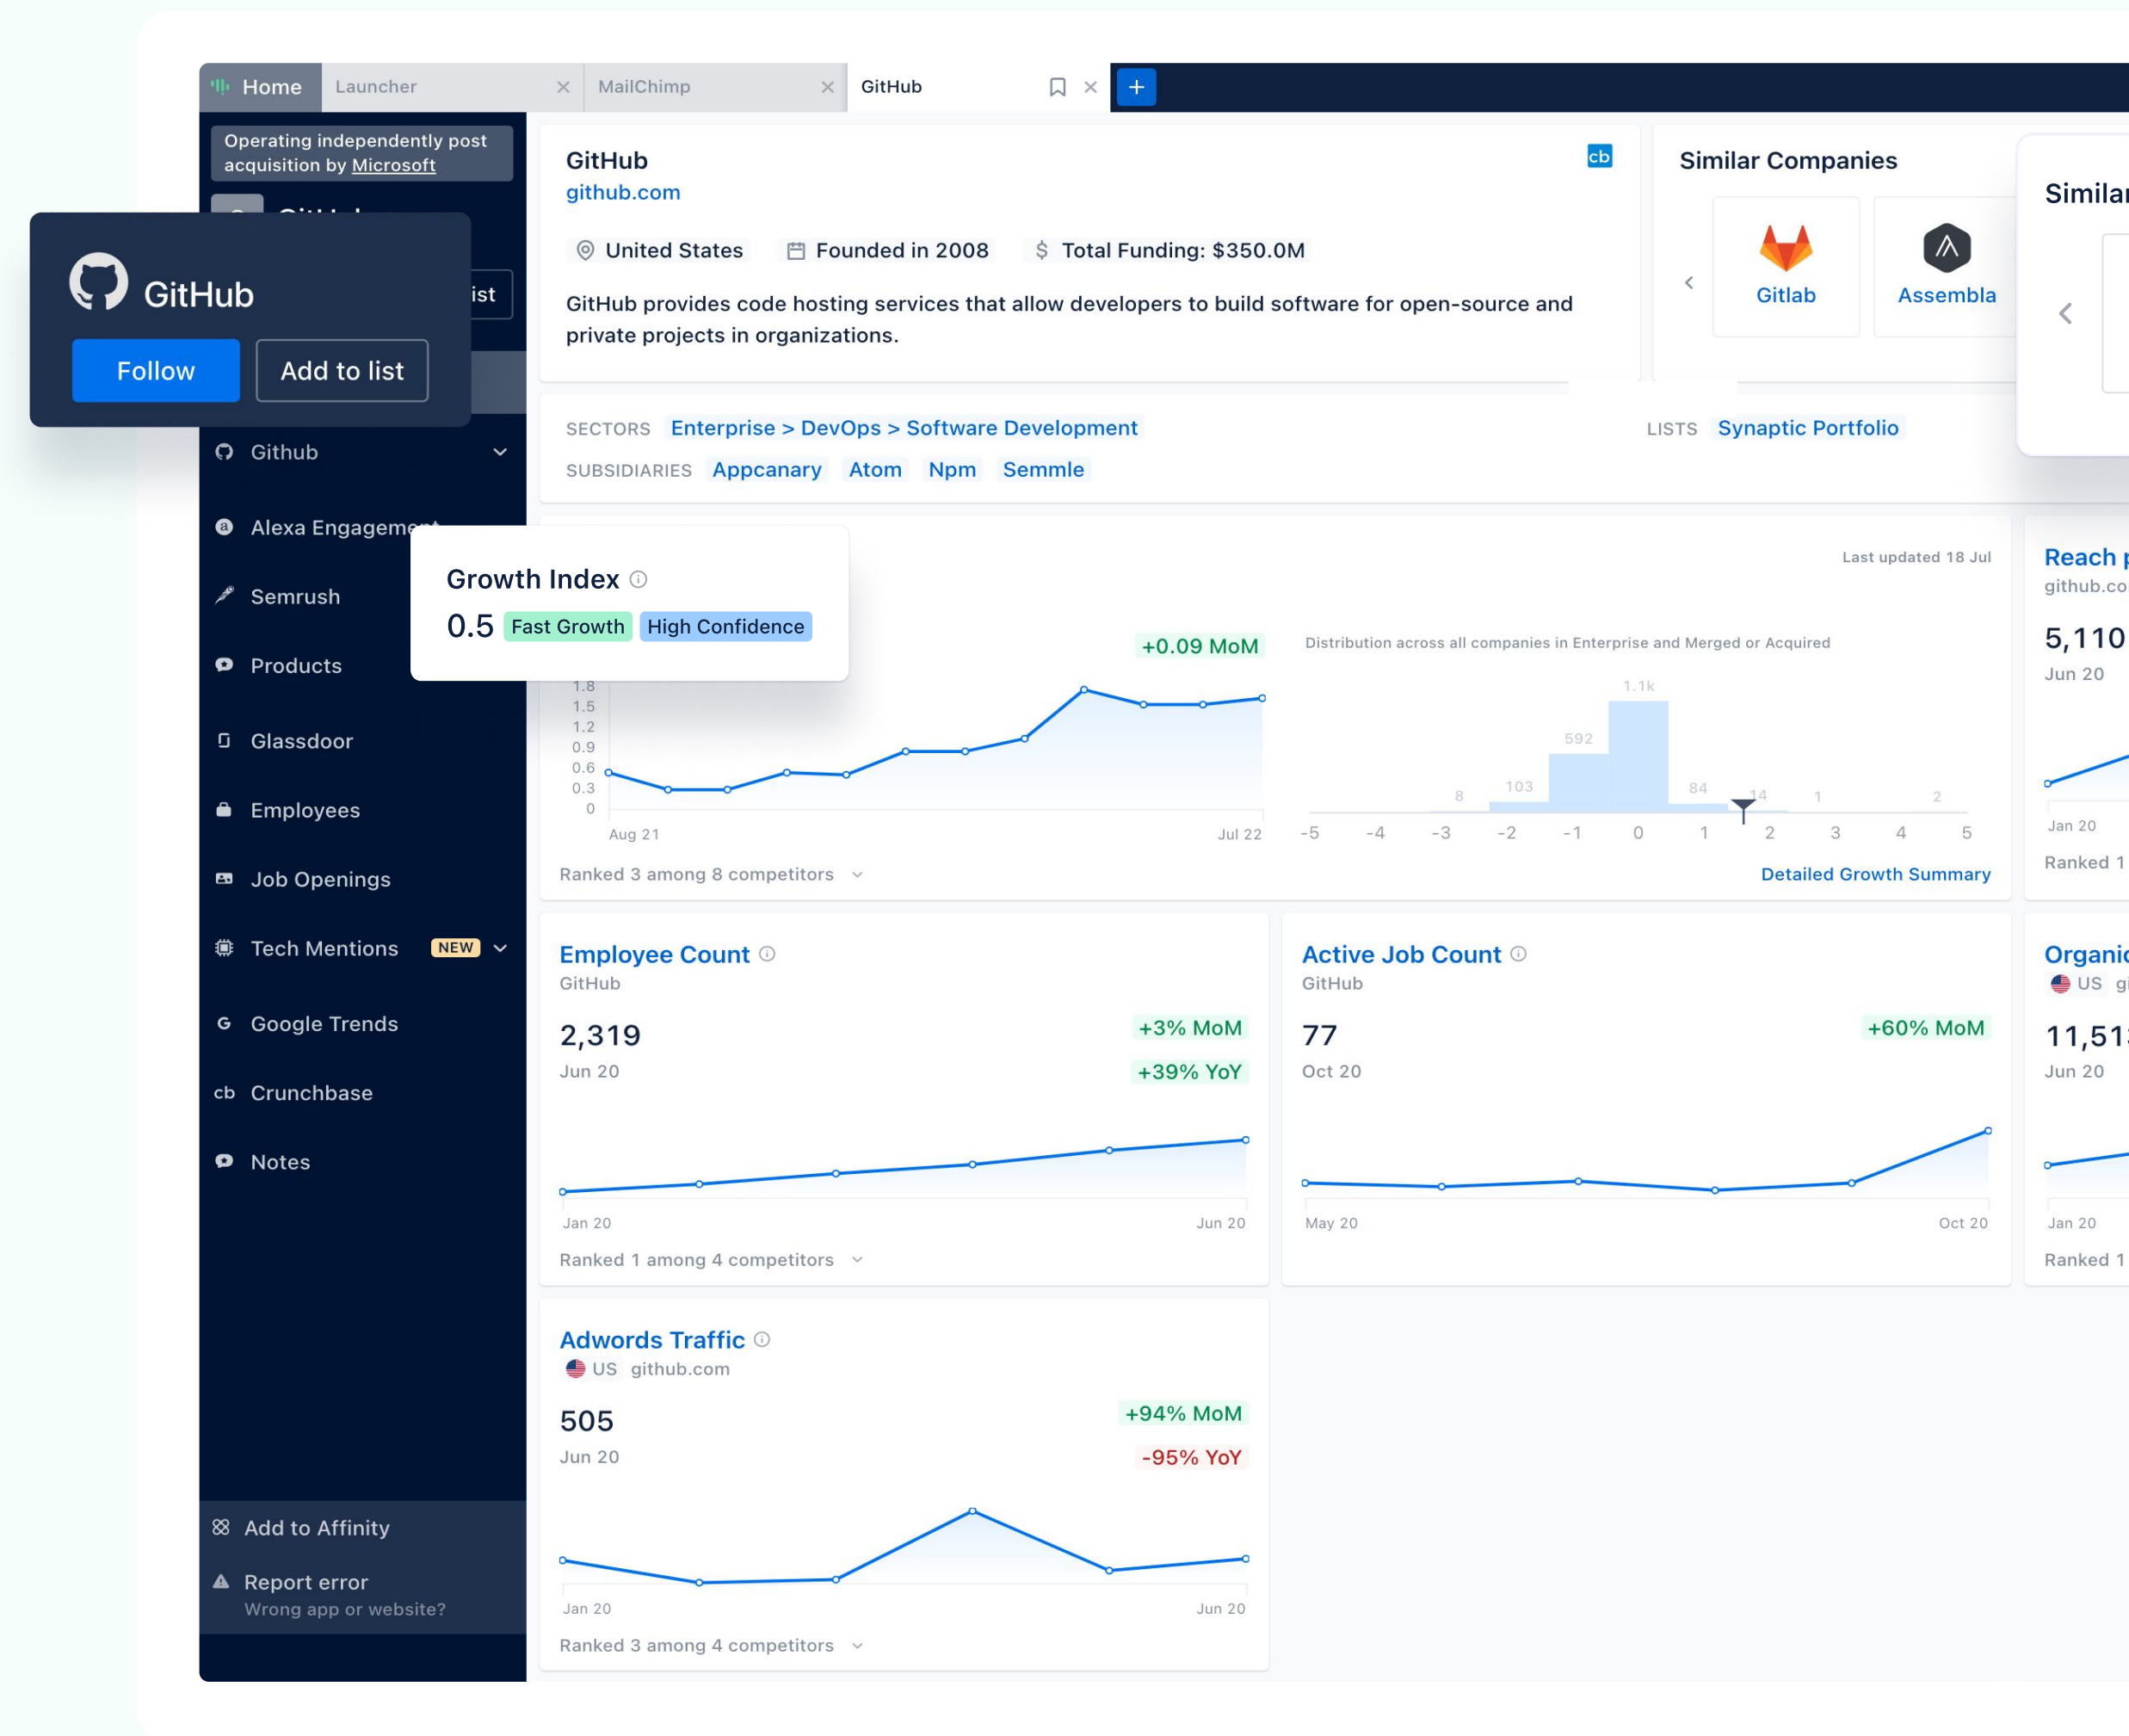 Home
Launcher
MailChimp
GitHub
Operating independently post
acquisition by Microsoft
GitHub
Follow
Add to list
ist
Github
Alexa Engagement
Semrush
Products
Glassdoor
Employees
Job Openings
Tech Mentions NEW
Google Trends
cb Crunchbase
Notes
Add to Affinity
Report error
Wrong app or website?
GitHub
cb
github.com
United States
Founded in 2008
$ Total Funding: $350.0M
GitHub provides code hosting services that allow developers to build software for open-source and
private projects in organizations.
Similar Companies
Gitlab
Assembla
Similar
SECTORS Enterprise > DevOps > Software Development
LISTS Synaptic Portfolio
SUBSIDIARIES Appcanary Atom Npm Semmle
Growth Index
0.5 Fast Growth High Confidence
Last updated 18 Jul
+0.09 MoM
1.8
1.5
1.2
0.9
0.6
0.3
0
Aug 21
Jul 22
Ranked 3 among 8 competitors
Distribution across all companies in Enterprise and Merged or Acquired
8
103
592
1.1k
84
14
1
2
-5 -4 -3 -2 -1 0 1 2 3 4 5
Detailed Growth Summary
Reach
github.co
5,110
Jun 20
Jan 20
Ranked 1
Employee Count
GitHub
2,319
+3% MoM
Jun 20
+39% YoY
Jan 20
Jun 20
Ranked 1 among 4 competitors
Active Job Count
GitHub
77
+60% MoM
Oct 20
May 20
Oct 20
Organic
US
11,51
Jun 20
Jan 20
Ranked 1
Adwords Traffic
US github.com
505
+94% MoM
Jun 20
-95% YoY
Jan 20
Jun 20
Ranked 3 among 4 competitors